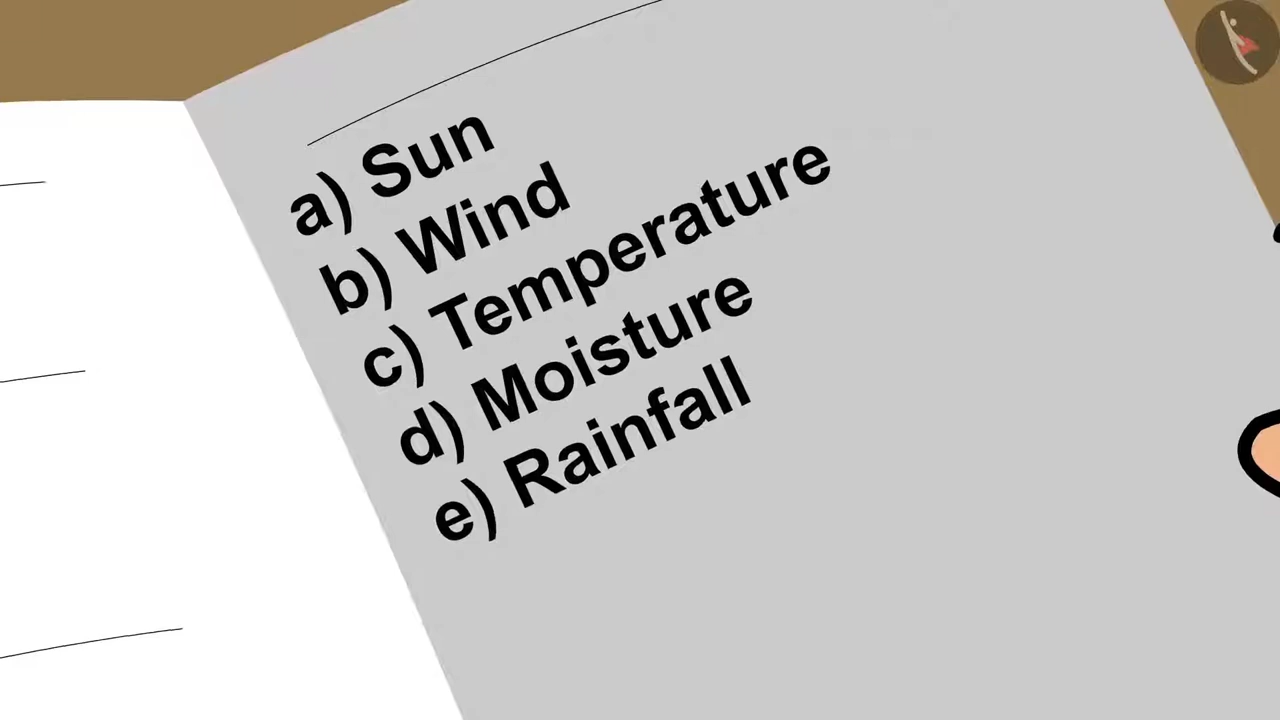 a) Sun
b) Wind
c) Temperature
d) Moisture
e) Rainfall